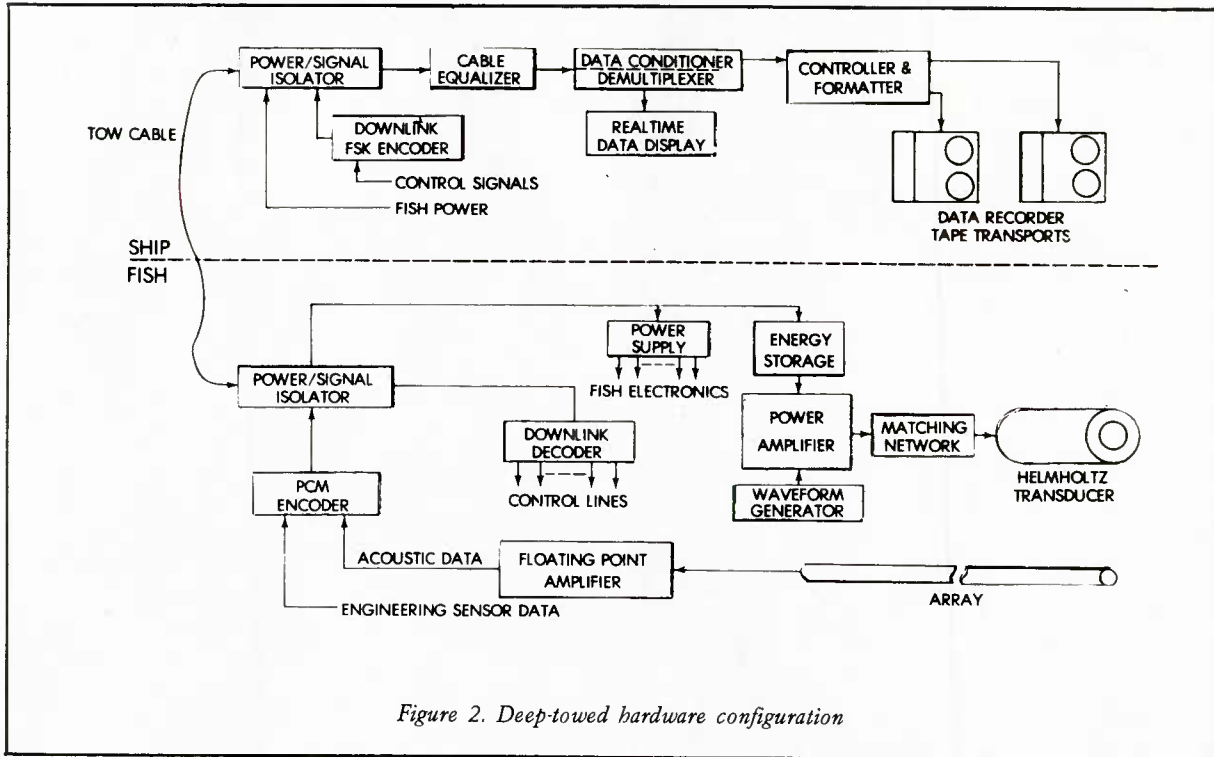 POWER/SIGNAL
ISOLATOR
CABLE
EQUALIZER
DATA CONDITIONER
DEMULTIPLEXER
CONTROLLER &
FORMATTER
TOW CABLE
DOWNLINK
FSK ENCODER
REALTIME
DATA DISPLAY
CONTROL SIGNALS
FISH POWER
DATA RECORDER
TAPE TRANSPORTS
SHIP
FISH
POWER
SUPPLY
ENERGY
STORAGE
POWER/SIGNAL
ISOLATOR
FISH ELECTRONICS
POWER
AMPLIFIER
MATCHING
NETWORK
DOWNLINK
DECODER
HELMHOLTZ
TRANSDUCER
PCM
ENCODER
CONTROL LINES
WAVEFORM
GENERATOR
ACOUSTIC DATA
FLOATING POINT
AMPLIFIER
ARRAY
ENGINEERING SENSOR DATA
Figure 2. Deep-towed hardware configuration